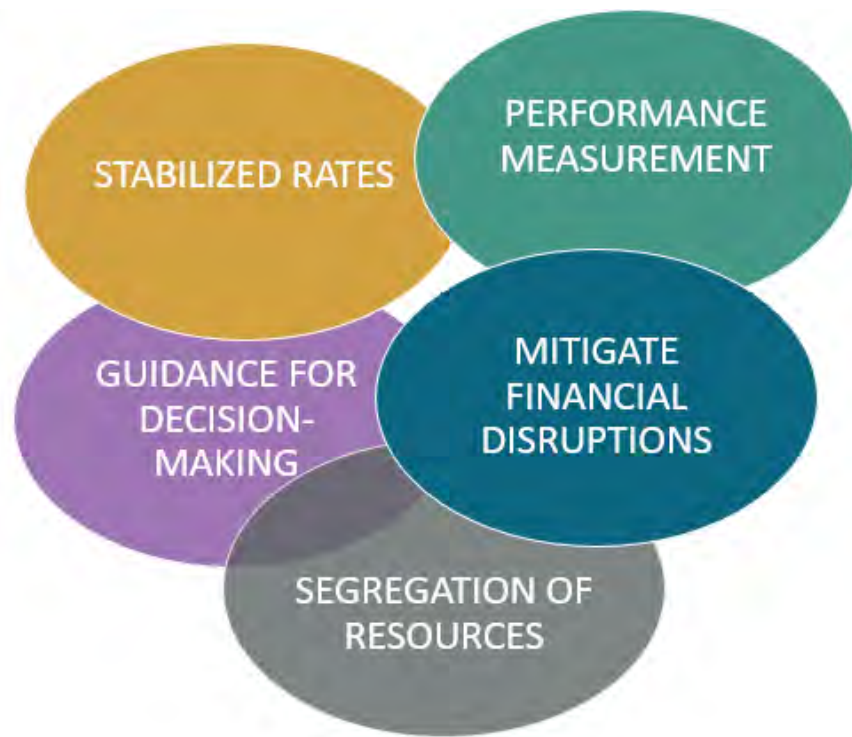 STABILIZED RATES
PERFORMANCE
MEASUREMENT
GUIDANCE FOR
DECISION-
MAKING
MITIGATE
FINANCIAL
DISRUPTIONS
SEGREGATION OF
RESOURCES